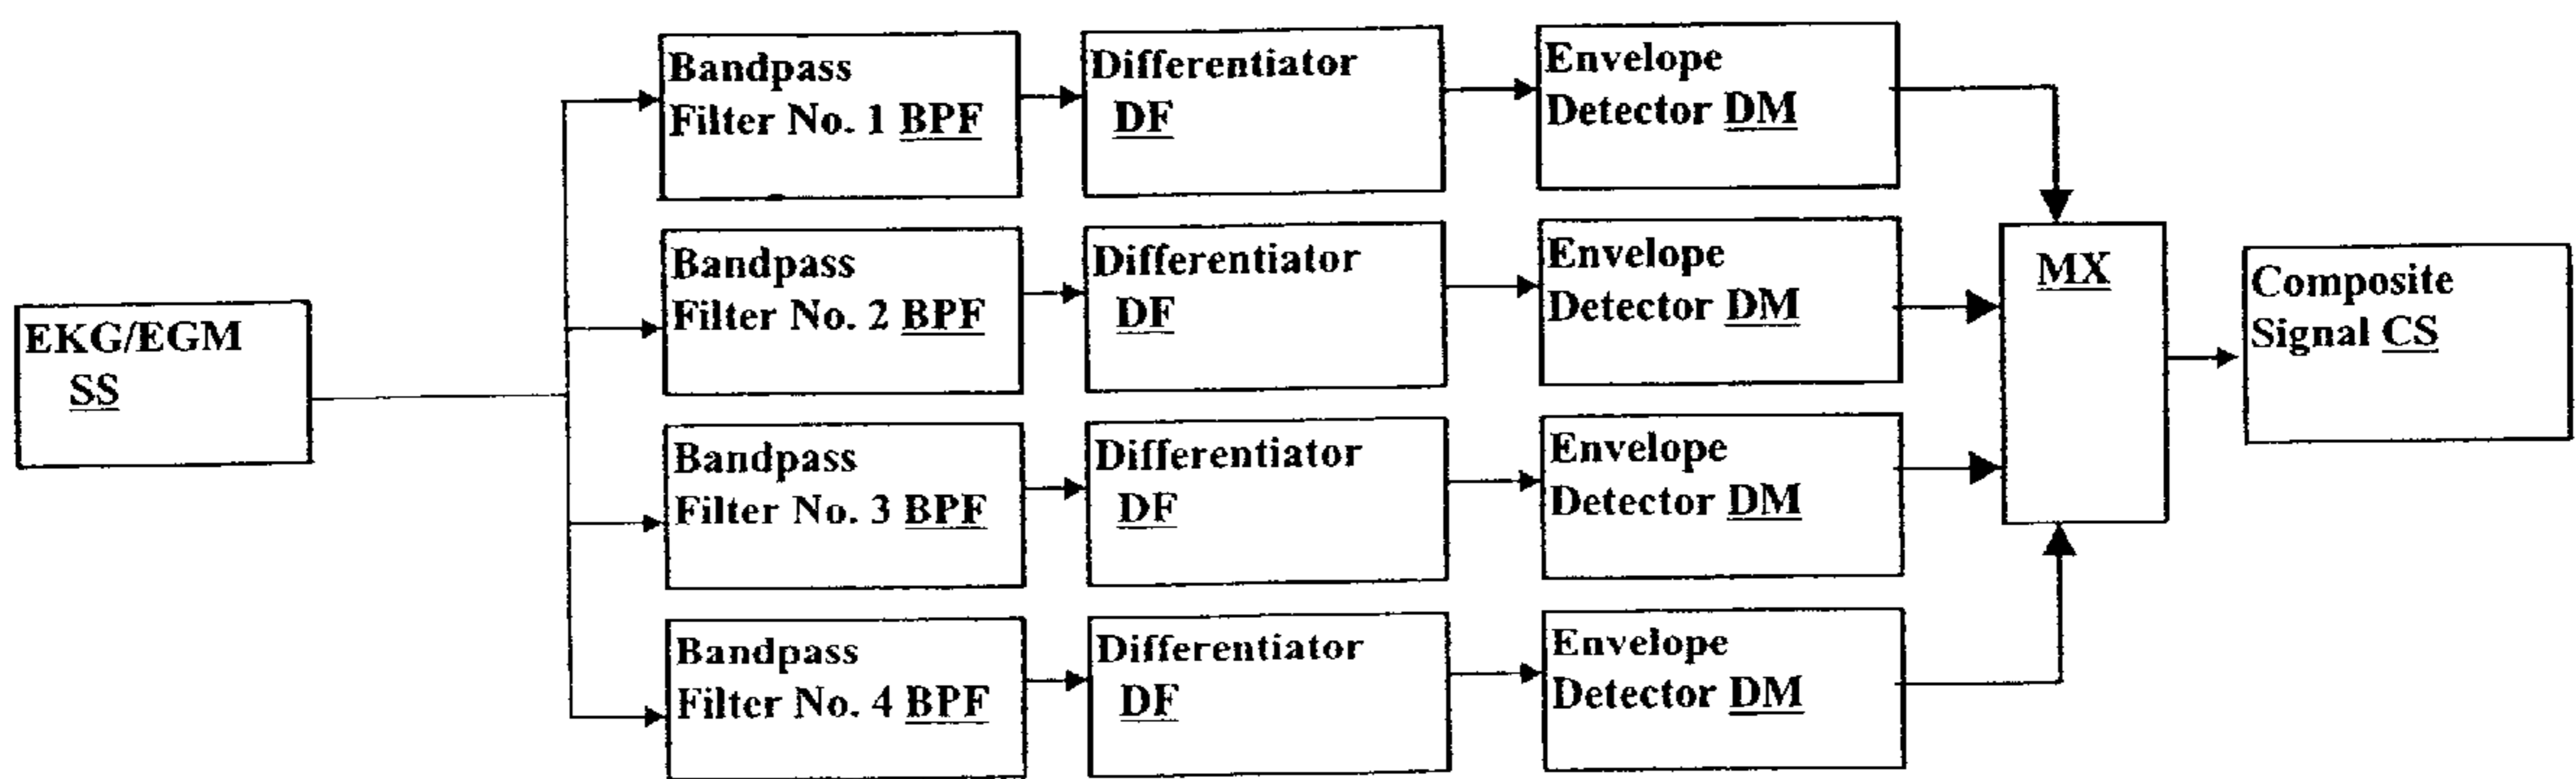 EKG/EGM
SS
Bandpass
Filter No. 1 BPF
Differentiator
DF
Envelope
Detector DM
Bandpass
Filter No. 2 BPF
Differentiator
DF
Envelope
Detector DM
Bandpass
Filter No. 3 BPF
Differentiator
DF
Envelope
Detector DM
Bandpass
Filter No. 4 BPF
Differentiator
DF
Envelope
Detector DM
MX
Composite
Signal CS